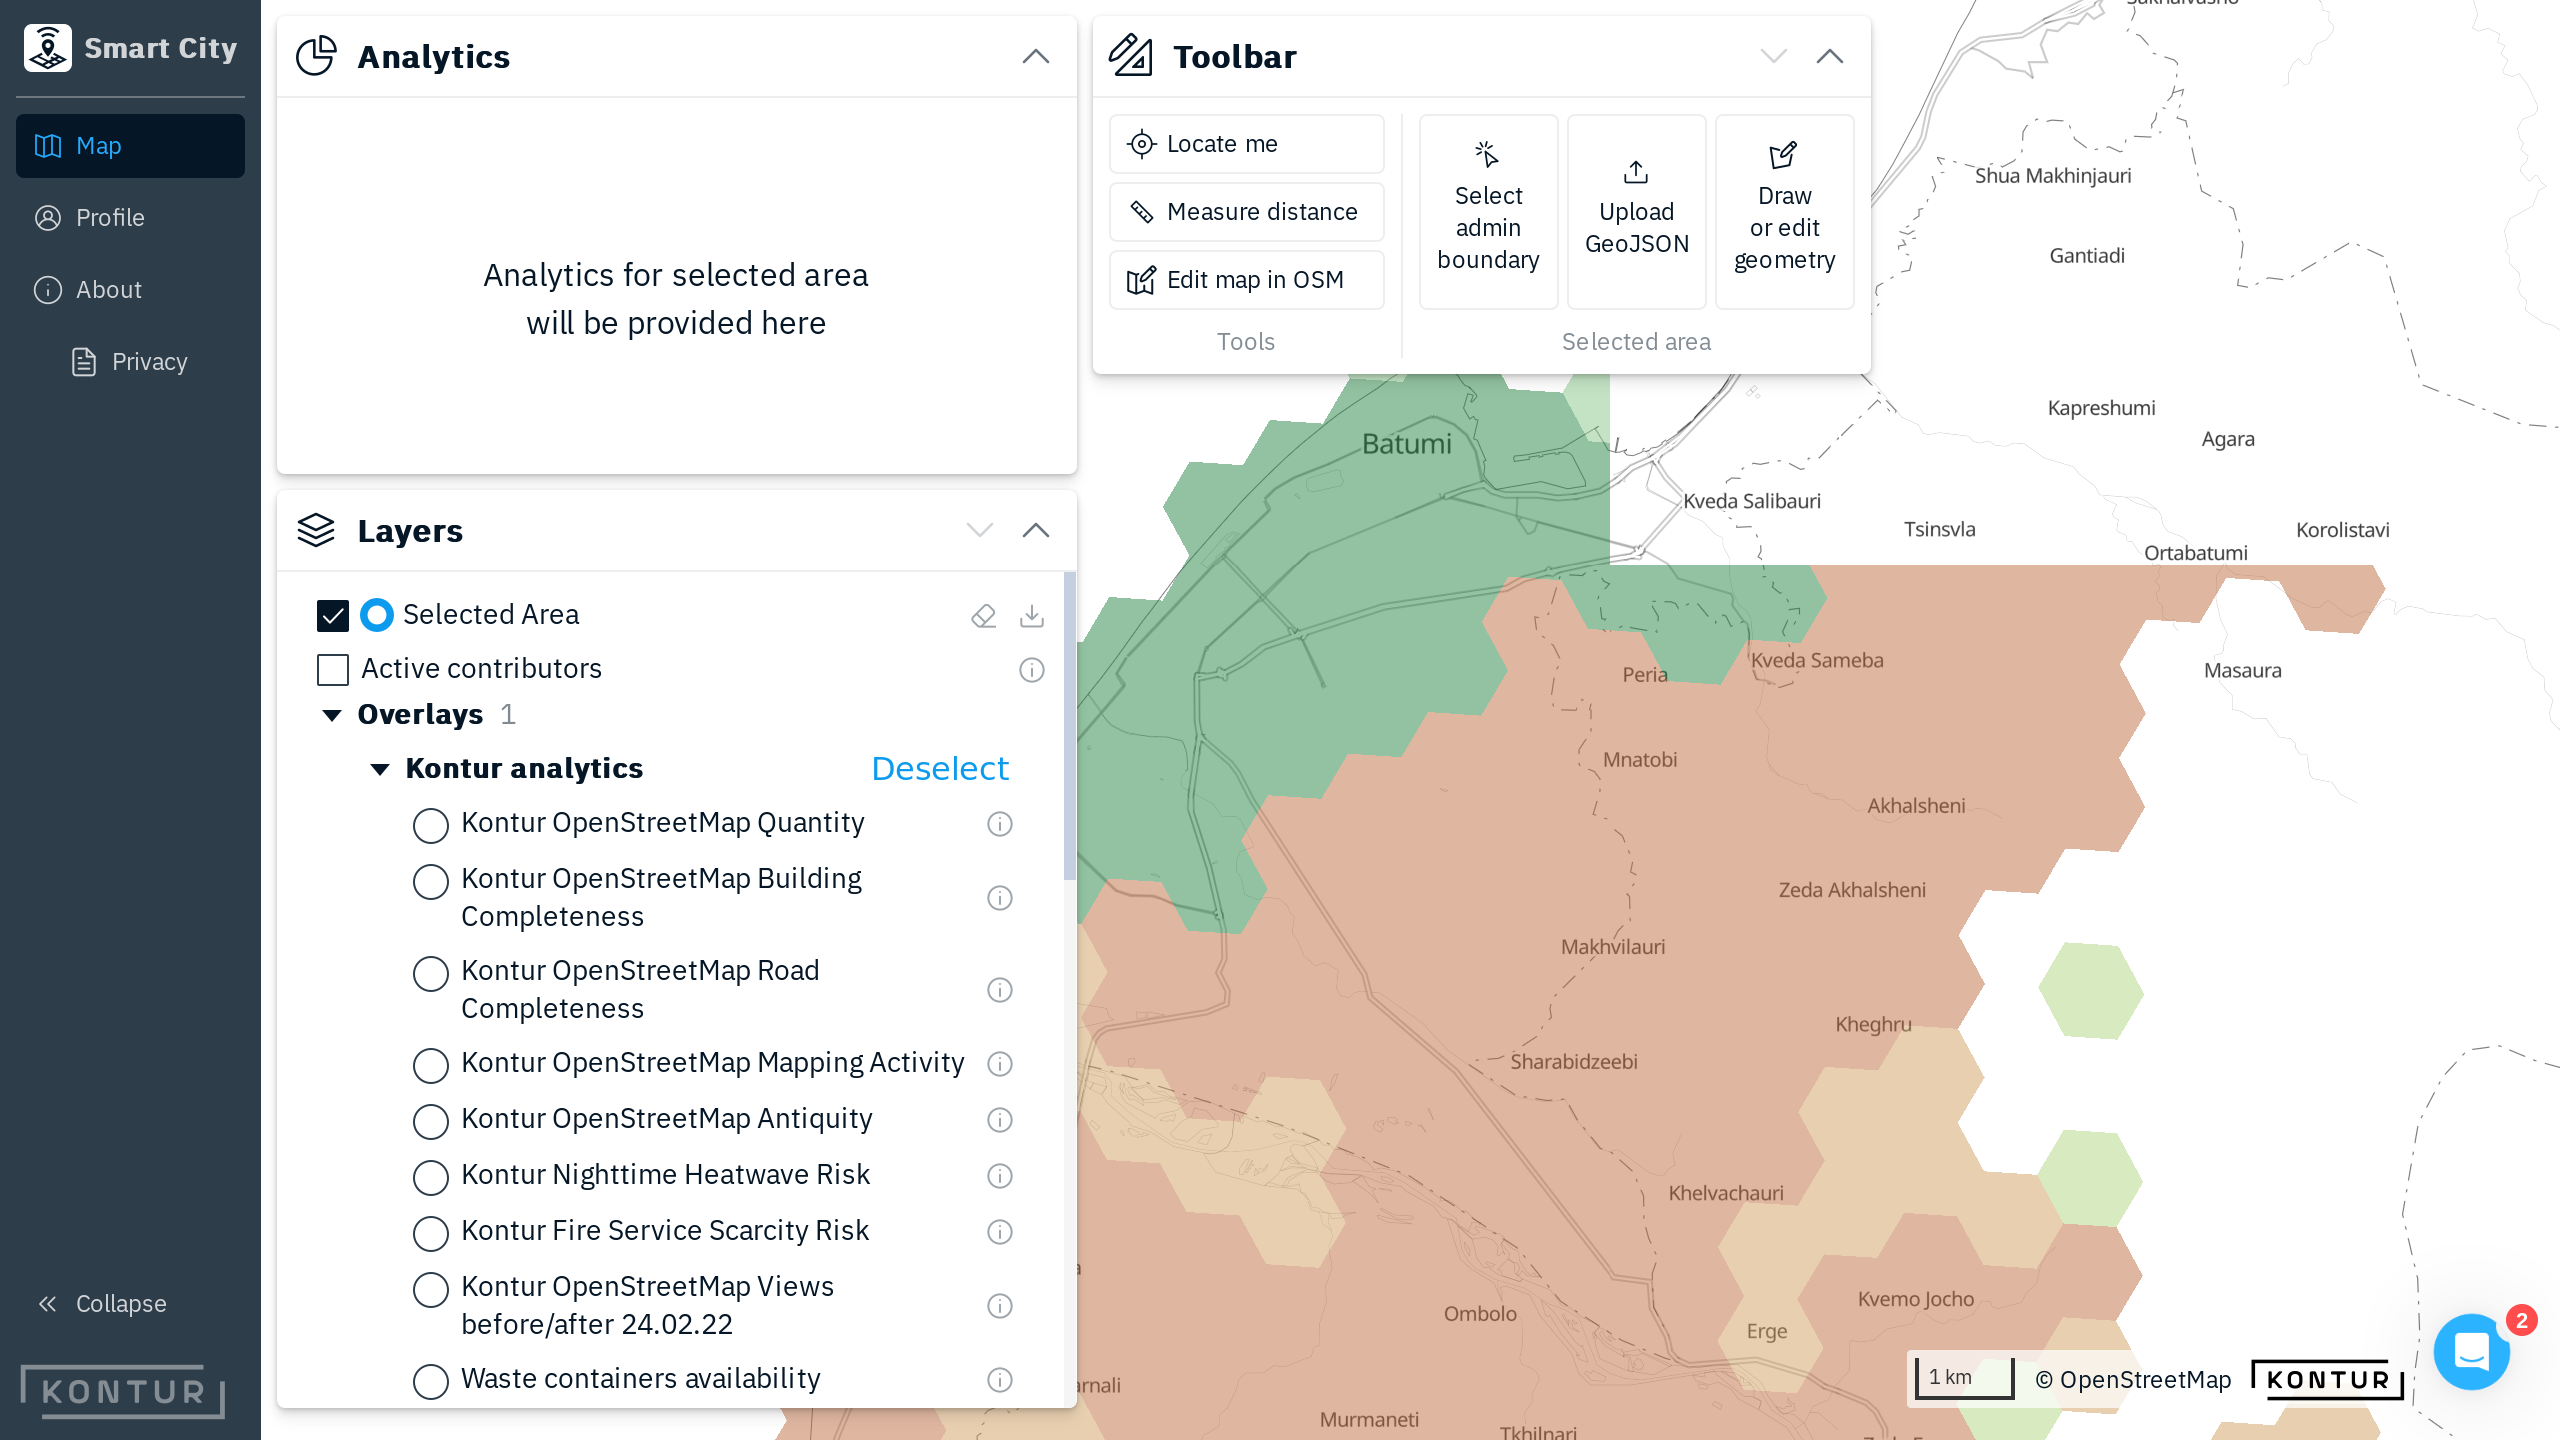 Smart City
Map
Profile
About
Privacy
Collapse
KONTUR
Analytics
Analytics for selected area
will be provided here
Layers
Selected Area
Active contributors
Overlays 1
Kontur analytics Deselect
Kontur OpenStreetMap Quantity
Kontur OpenStreetMap Building
Completeness
Kontur OpenStreetMap Road
Completeness
Kontur OpenStreetMap Mapping Activity
Kontur OpenStreetMap Antiquity
Kontur Nighttime Heatwave Risk
Kontur Fire Service Scarcity Risk
Kontur OpenStreetMap Views
before/after 24.02.22
Waste containers availability
Toolbar
Locate me
Measure distance
Edit map in OSM
Tools
Select
admin
boundary
Upload
GeoJSON
Draw
or edit
geometry
Selected area
Shua Makhinjauri
Gantiadi
Kapreshumi
Agara
Batumi
Kveda Salibauri
Tsinsvla
Korolistavi
Ortabatumi
Peria
Kveda Sameba
Masaura
Mnatobi
Akhalsheni
Zeda Akhalsheni
Makhvilauri
Kheghru
Sharabidzeebi
Khelvachauri
Ombolo
Kvemo Jocho
Erge
Murmaneti
Tkhilnari
1 km
© OpenStreetMap
KONTUR
2